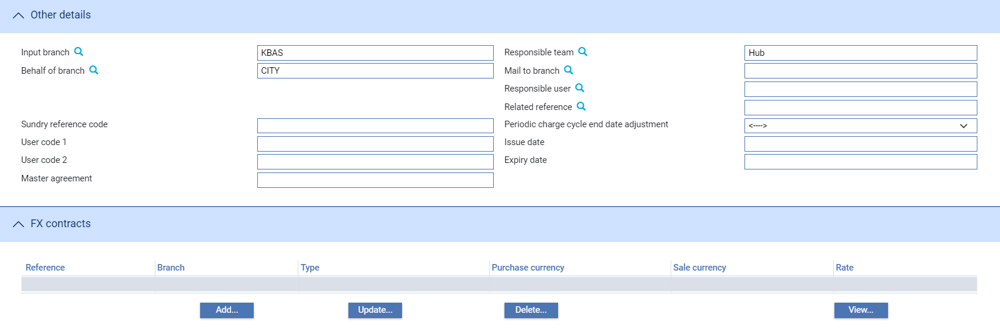 Other details
Input branch KBAS Responsible team Hub
Behalf of branch CITY Mail to branch
Responsible user
Related reference
Sundry reference code Periodic charge cycle end date adjustment <---->
User code 1 Issue date
User code 2 Expiry date
Master agreement
FX contracts
Reference Branch Type Purchase currency Sale currency Rate
Add... Update... Delete... View...